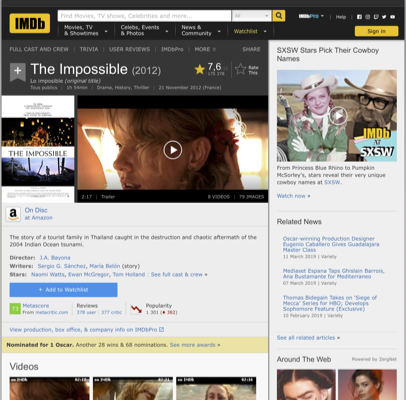 IMDb
Find Movies, TV shows, Celebrities and more...
All
IMDbPro
Help
Movies, TV & Showtimes
Celebs, Events & Photos
News & Community
Watchlist
Sign in
FULL CAST AND CREW | TRIVIA | USER REVIEWS | IMDbPro | MORE
SHARE
The Impossible (2012)
Lo imposible (original title)
Tous publics | 1h 54min | Drama, History, Thriller | 21 November 2012 (France)
7,6
Rate This
THE IMPOSSIBLE
2:17 | Trailer
8 VIDEOS | 79 IMAGES
On Disc
at Amazon
The story of a tourist family in Thailand caught in the destruction and chaotic aftermath of the
2004 Indian Ocean tsunami.
Director: J.A. Bayona
Writers: Sergio G. Sánchez, María Belón (story)
Stars: Naomi Watts, Ewan McGregor, Tom Holland | See full cast & crew »
+ Add to Watchlist
73
Metascore
From metacritic.com
Reviews
378 user | 377 critic
Popularity
1 301
View production, box office, & company info on IMDbPro
Nominated for 1 Oscar. Another 28 wins & 68 nominations. See more awards »
Videos
SXSW Stars Pick Their Cowboy
Names
IMDb
AT
SXSW
From Princess Blue Rhino to Pumpkin
McSorley's, stars reveal their very unique
cowboy names at SXSW.
Watch now »
Related News
Oscar-winning Production Designer
Eugenio Caballero Gives Guadalajara
Master Class
11 March 2019 | Variety
Mediaset Espana Taps Ghislain Barrois,
Ana Bustamante for Mediterraneo
07 March 2019 | Variety
Thomas Bidegain Takes on 'Siege of
Mecca' Series for HBO; Develops
Sophomore Feature (Exclusive)
10 February 2019 | Variety
See all related articles »
Around The Web
Powered by ZergNet